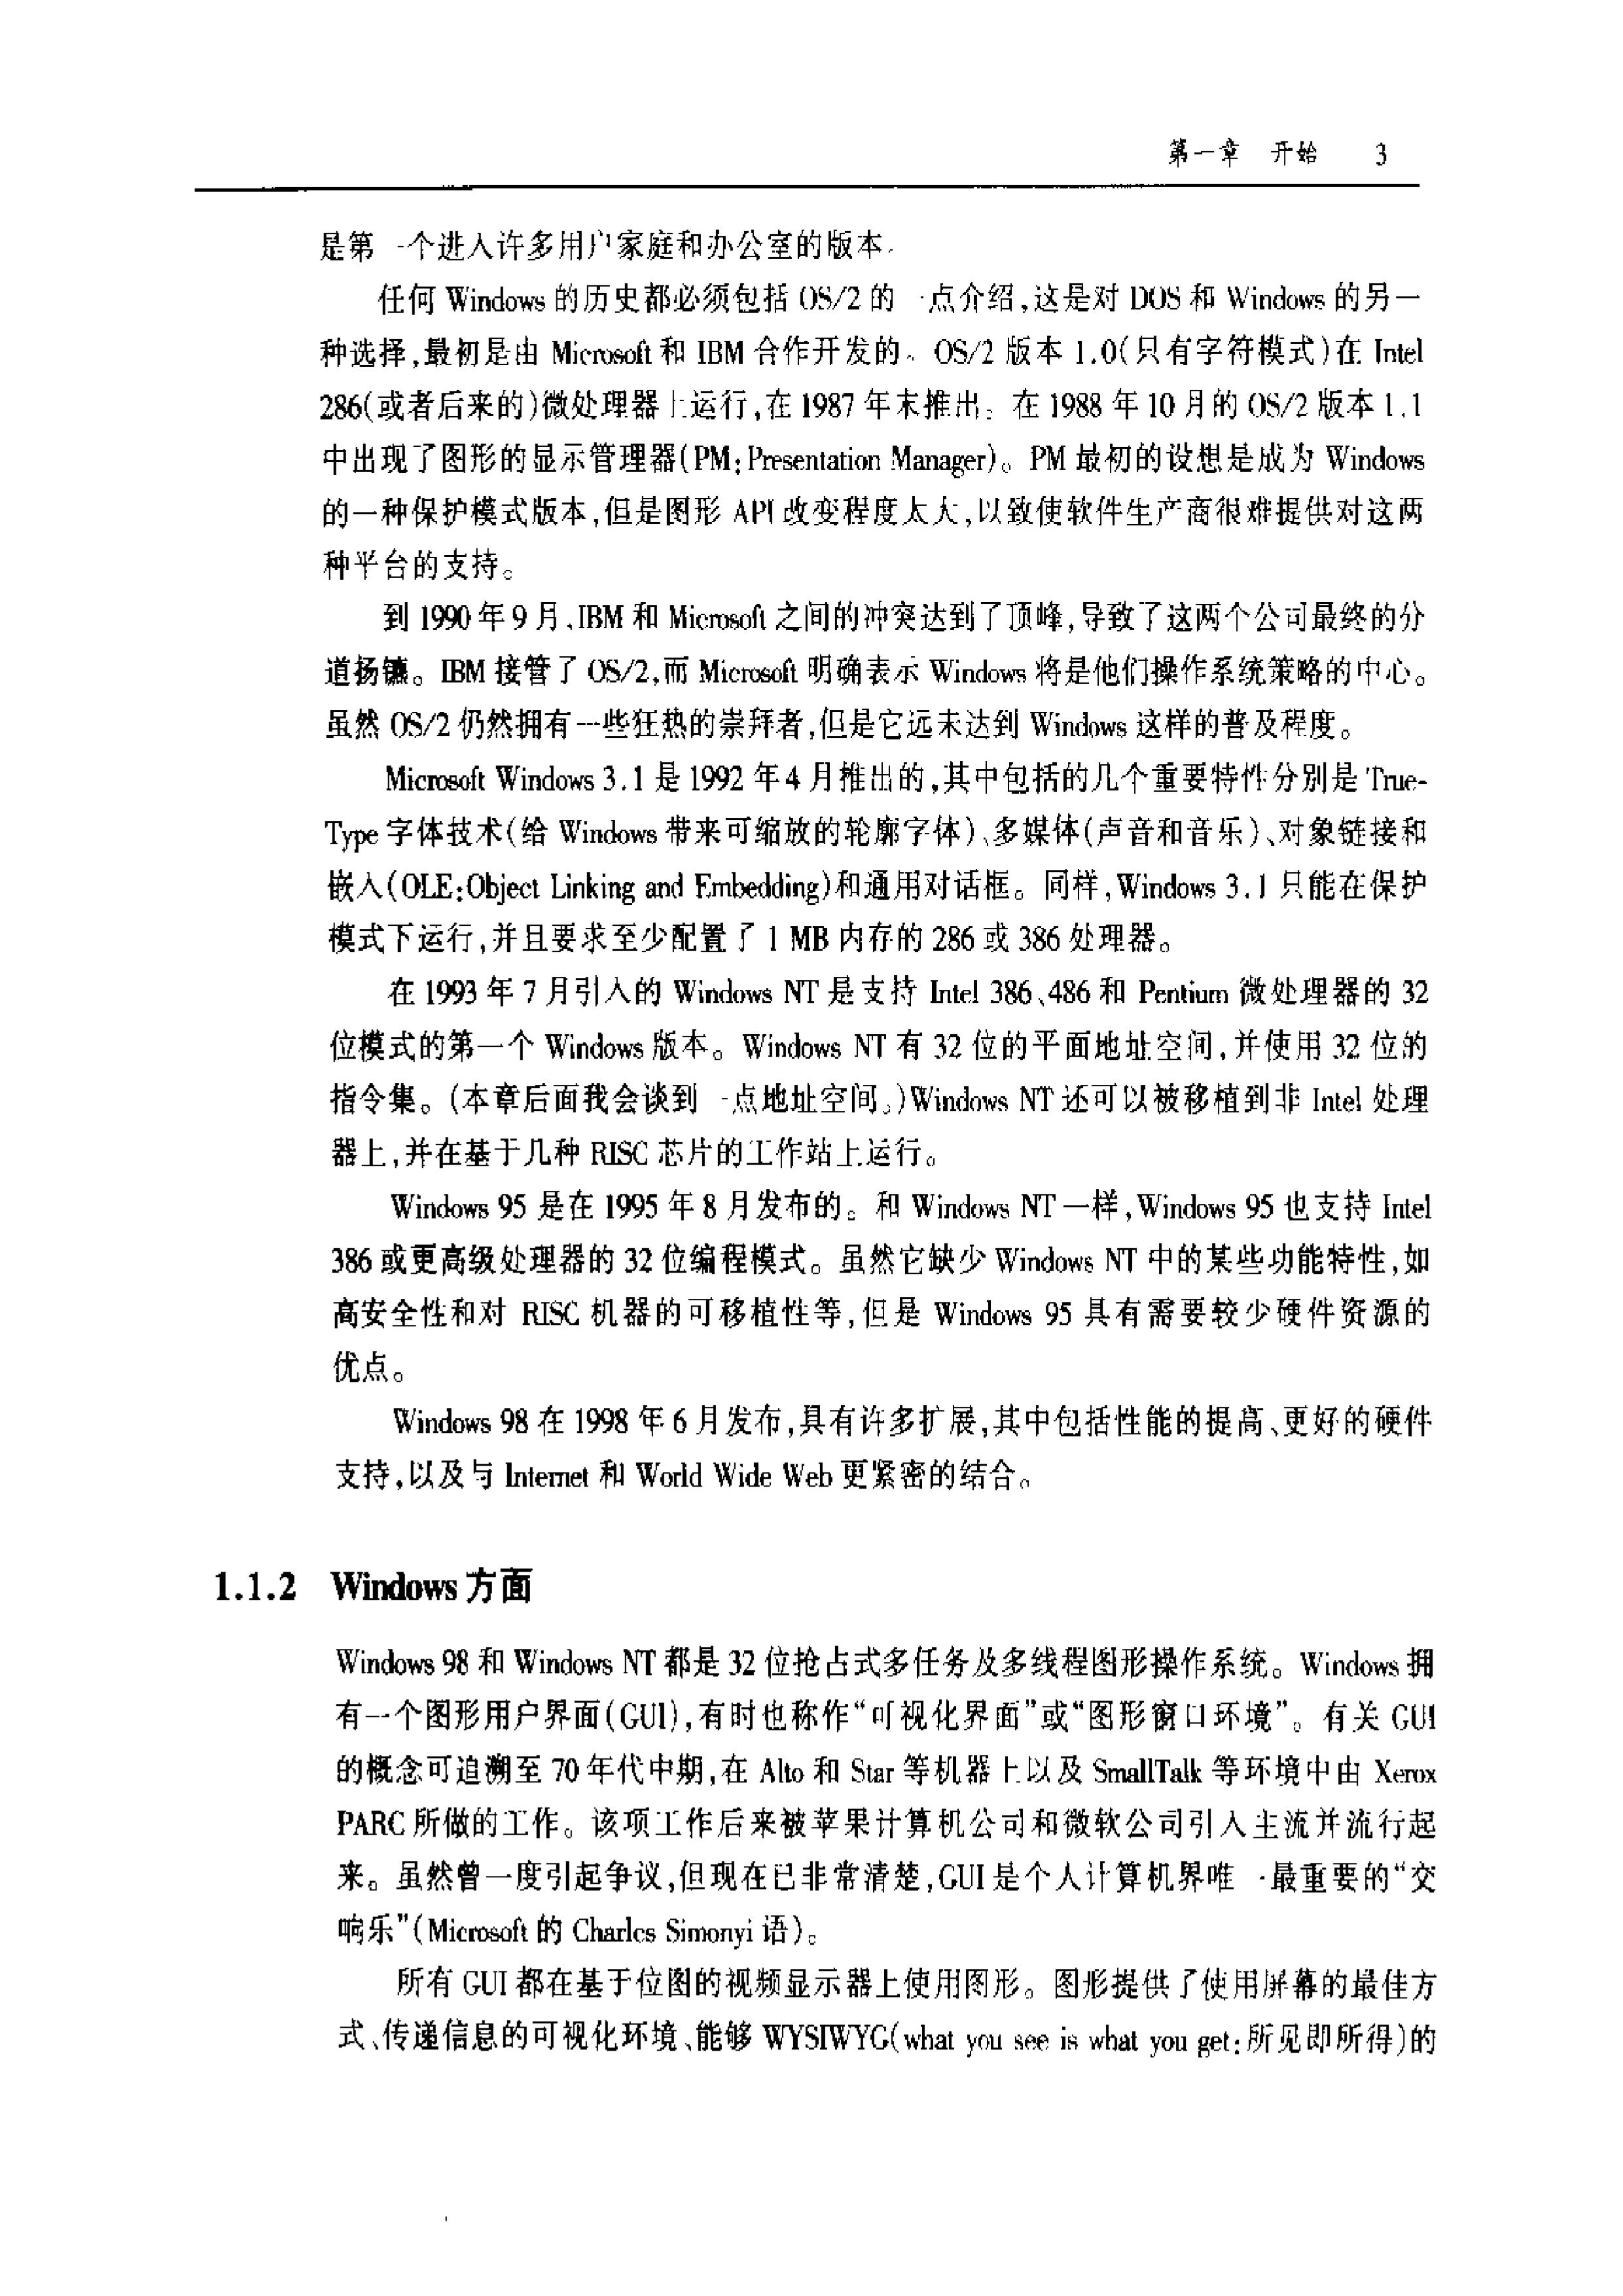 第一章 开始 3
是第一个进入许多用户家庭和办公室的版本。
任何 Windows 的历史都必须包括 OS/2 的一点介绍,这是对 DOS 和 Windows 的另一
种选择,最初是由 Microsoft 和 IBM 合作开发的。OS/2 版本 1.0(只有字符模式)在 Intel
286(或者后来的)微处理器上运行,在 1987 年末推出。在 1988 年 10 月的 OS/2 版本 1.1
中出现了图形的显示管理器(PM:Presentation Manager)。PM 最初的设想是成为 Windows
的一种保护模式版本,但是图形 API 改变程度太大,以致使软件生产商很难提供对这两
种平台的支持。
到 1990 年 9 月,IBM 和 Microsoft 之间的冲突达到了顶峰,导致了这两个公司最终的分
道扬镳。IBM 接管了 OS/2,而 Microsoft 明确表示 Windows 将是他们操作系统策略的中心。
虽然 OS/2 仍然拥有一些狂热的崇拜者,但是它远未达到 Windows 这样的普及程度。
Microsoft Windows 3.1 是 1992 年 4 月推出的,其中包括的几个重要特性分别是 True-
Type 字体技术(给 Windows 带来可缩放的轮廓字体)、多媒体(声音和音乐)、对象链接和
嵌入(OLE:Object Linking and Embedding)和通用对话框。同样,Windows 3.1 只能在保护
模式下运行,并且要求至少配置了 1 MB 内存的 286 或 386 处理器。
在 1993 年 7 月引入的 Windows NT 是支持 Intel 386、486 和 Pentium 微处理器的 32
位模式的第一个 Windows 版本。Windows NT 有 32 位的平面地址空间,并使用 32 位的
指令集。(本章后面我会谈到一点地址空间。)Windows NT 还可以被移植到非 Intel 处理
器上,并在基于几种 RISC 芯片的工作站上运行。
Windows 95 是在 1995 年 8 月发布的。和 Windows NT 一样,Windows 95 也支持 Intel
386 或更高级处理器的 32 位编程模式。虽然它缺少 Windows NT 中的某些功能特性,如
高安全性和对 RISC 机器的可移植性等,但是 Windows 95 具有需要较少硬件资源的
优点。
Windows 98 在 1998 年 6 月发布,具有许多扩展,其中包括性能的提高、更好的硬件
支持,以及与 Internet 和 World Wide Web 更紧密的结合。
1.1.2 Windows 方面
Windows 98 和 Windows NT 都是 32 位抢占式多任务及多线程图形操作系统。Windows 拥
有一个图形用户界面(GUI),有时也称作“可视化界面”或“图形窗口环境”。有关 GUI
的概念可追溯至 70 年代中期,在 Alto 和 Star 等机器上以及 SmallTalk 等环境中由 Xerox
PARC 所做的工作。该项工作后来被苹果计算机公司和微软公司引入主流并流行起
来。虽然曾一度引起争议,但现在已非常清楚,GUI 是个人计算机界唯一最重要的“交
响乐”(Microsoft 的 Charles Simonyi 语)。
所有 GUI 都在基于位图的视频显示器上使用图形。图形提供了使用屏幕的最佳方
式、传递信息的可视化环境、能够 WYSIWYG(what you see is what you get:所见即所得)的